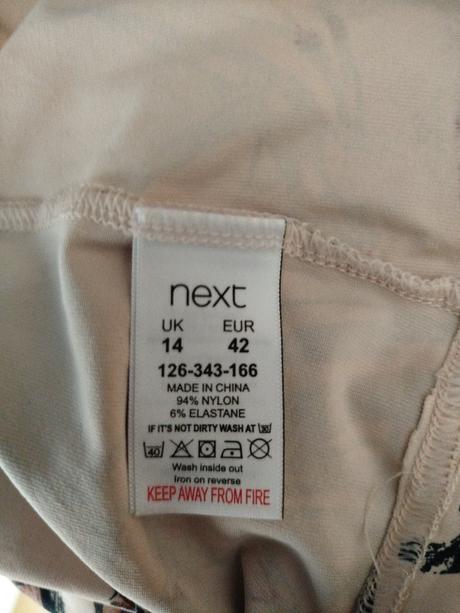 next
UK EUR
14 42
126-343-166
MADE IN CHINA
94% NYLON
6% ELASTANE
IF IT'S NOT DIRTY WASH AT 30
40
Wash inside out
Iron on reverse
KEEP AWAY FROM FIRE